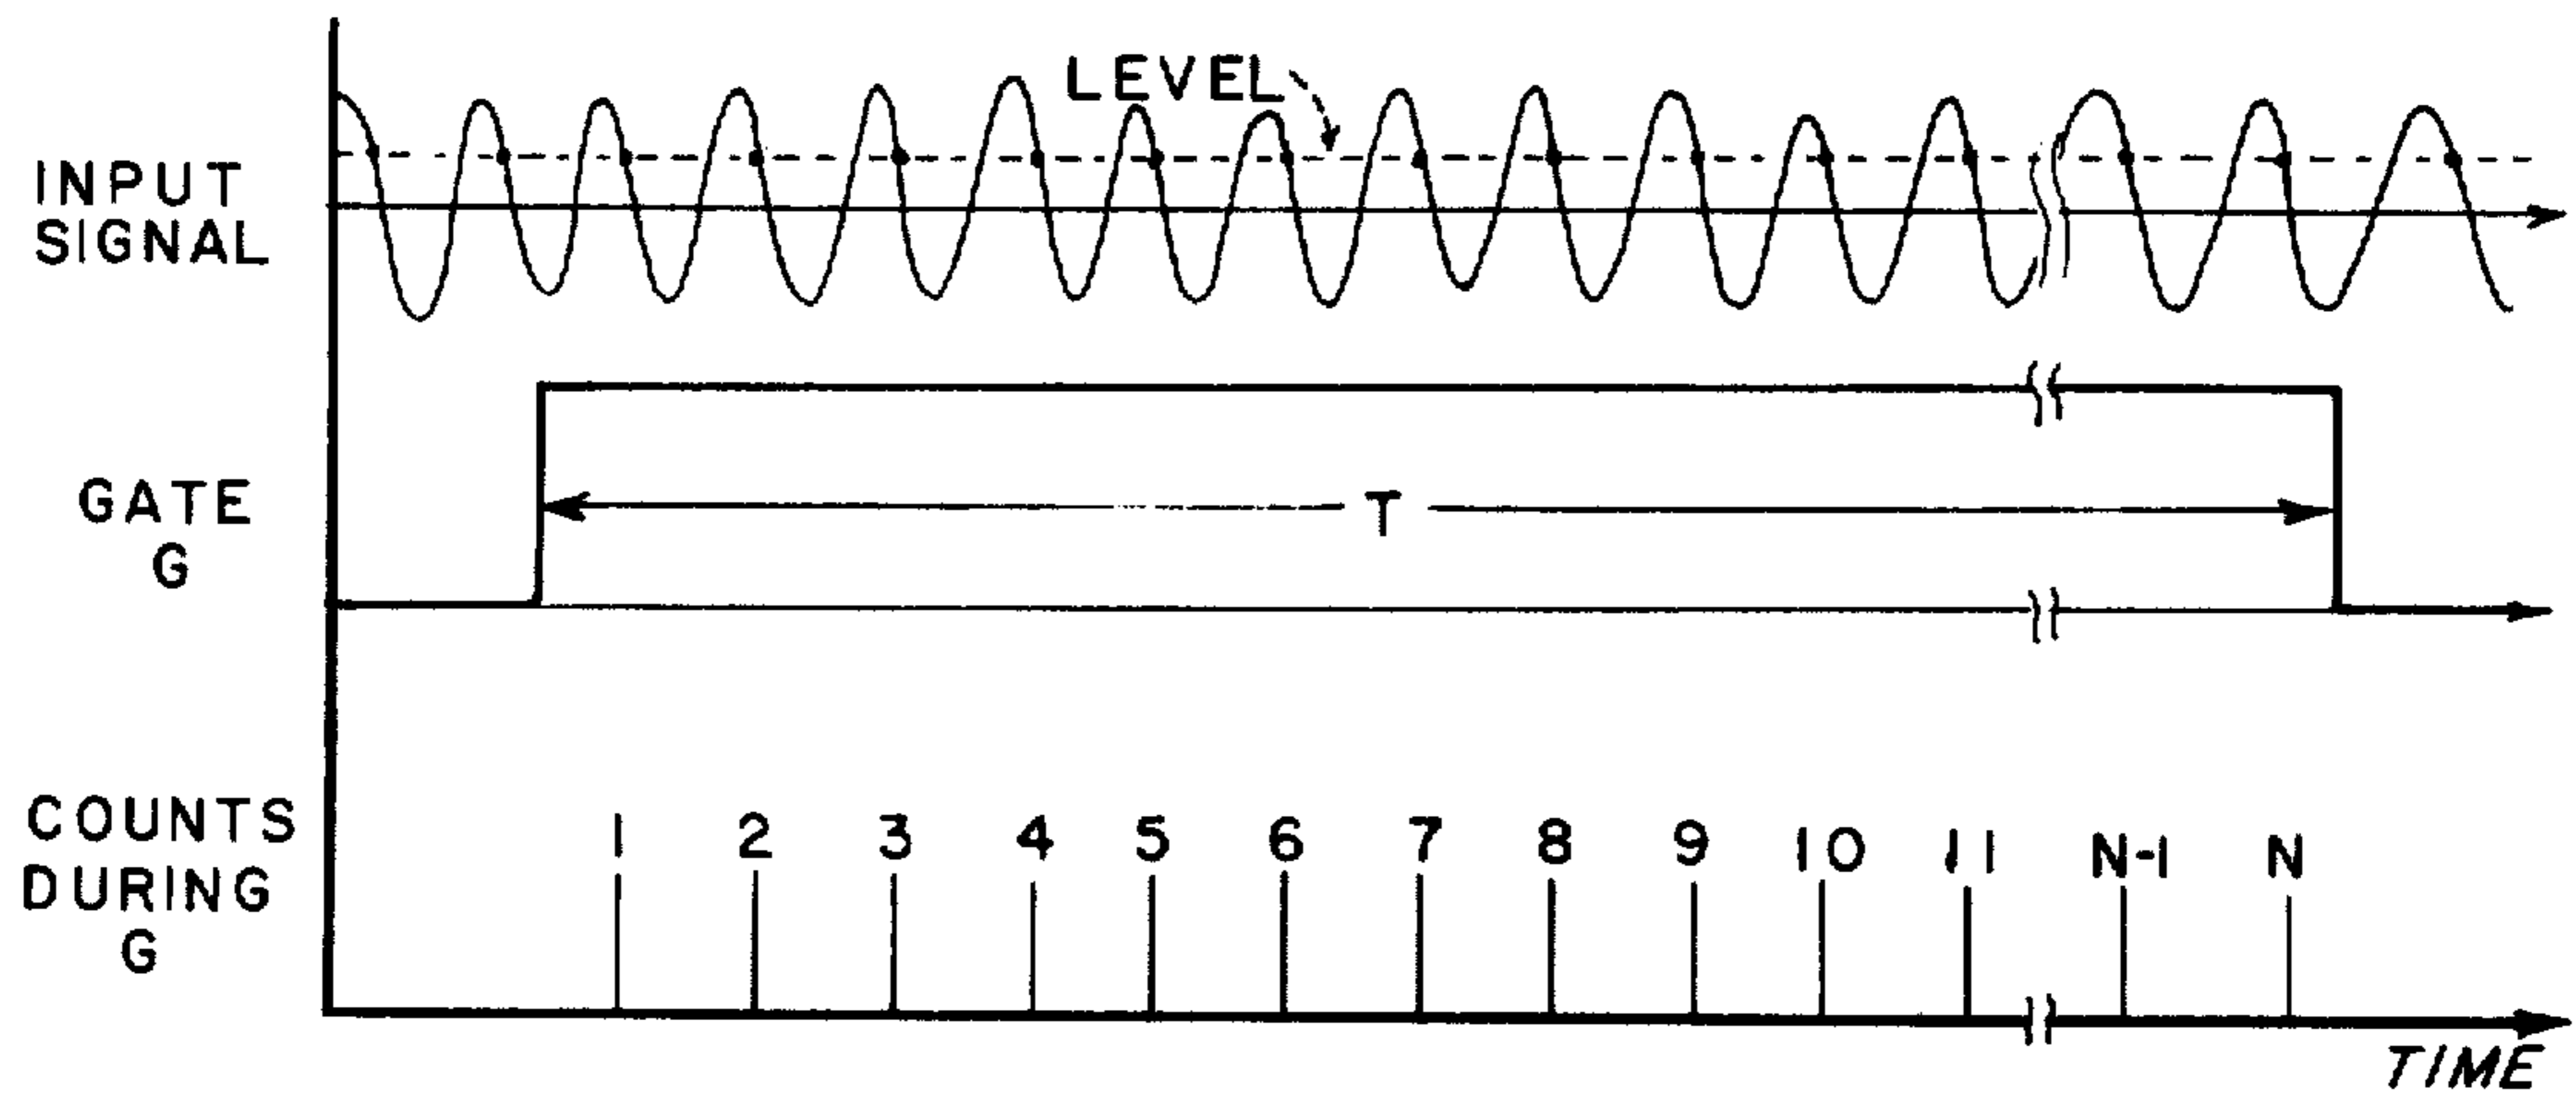 LEVEL
INPUT
SIGNAL
GATE
G
T
COUNTS
DURING
G
1 2 3 4 5 6 7 8 9 10 11 N-1 N
TIME